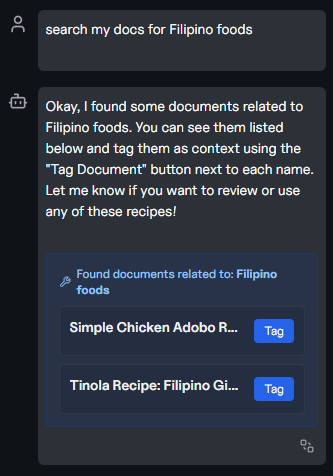 search my docs for Filipino foods
Okay, I found some documents related to
Filipino foods. You can see them listed
below and tag them as context using the
"Tag Document" button next to each name.
Let me know if you want to review or use
any of these recipes!
Found documents related to: Filipino
foods
Simple Chicken Adobo R... Tag
Tinola Recipe: Filipino Gi... Tag